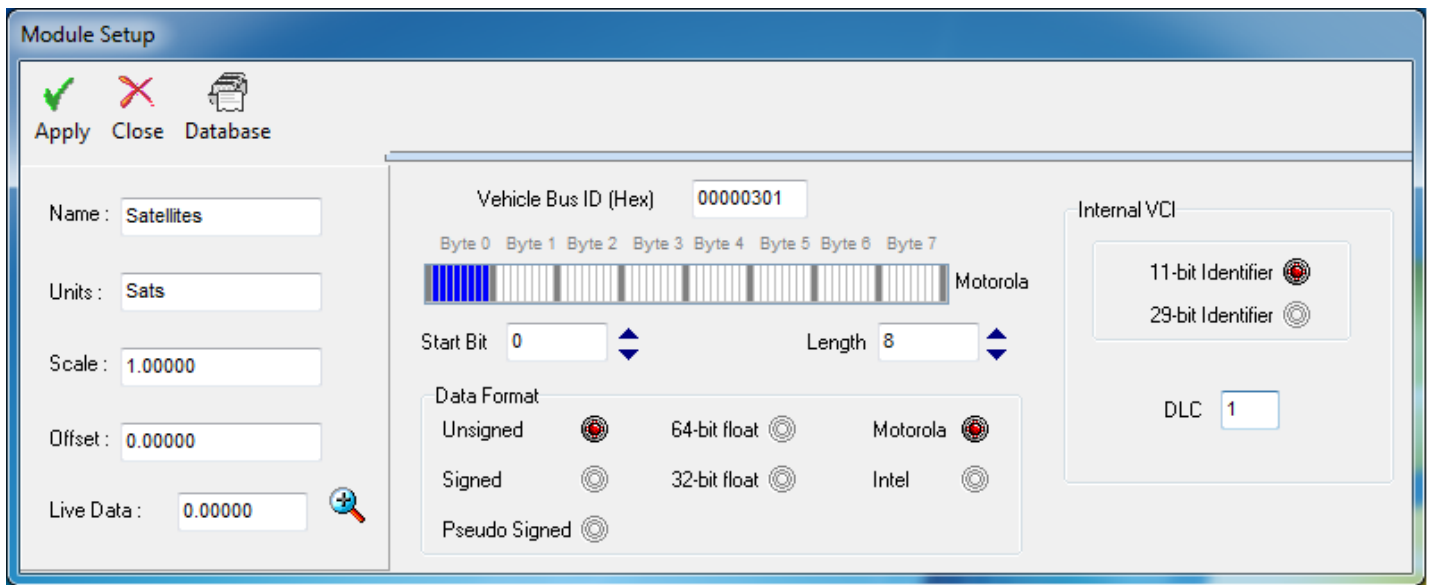 Module Setup
Apply Close Database
Name : Satellites
Units : Sats
Scale : 1.00000
Offset : 0.00000
Live Data : 0.00000
Vehicle Bus ID (Hex) 00000301
Byte 0 Byte 1 Byte 2 Byte 3 Byte 4 Byte 5 Byte 6 Byte 7
Motorola
Start Bit 0 Length 8
Data Format
Unsigned 64-bit float Motorola
Signed 32-bit float Intel
Pseudo Signed
Internal VCI
11-bit Identifier
29-bit Identifier
DLC 1